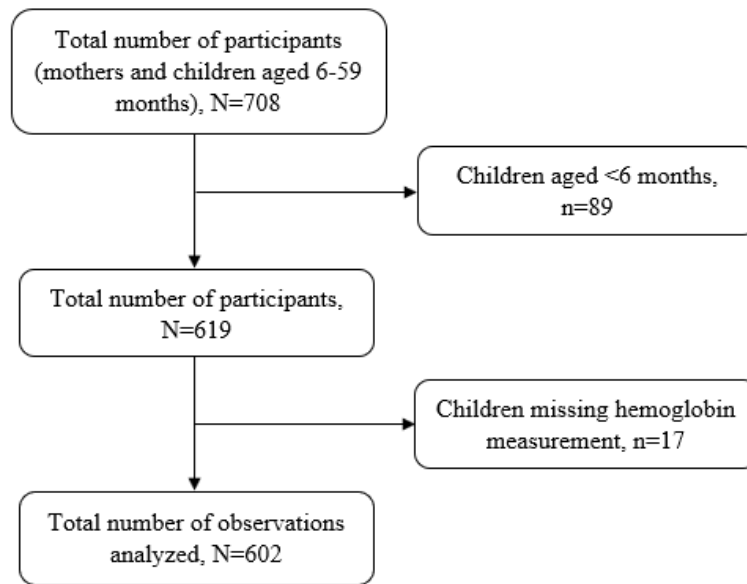 Total number of participants
(mothers and children aged 6-59
months), N=708
Children aged <6 months,
n=89
Total number of participants,
N=619
Children missing hemoglobin
measurement, n=17
Total number of observations
analyzed, N=602